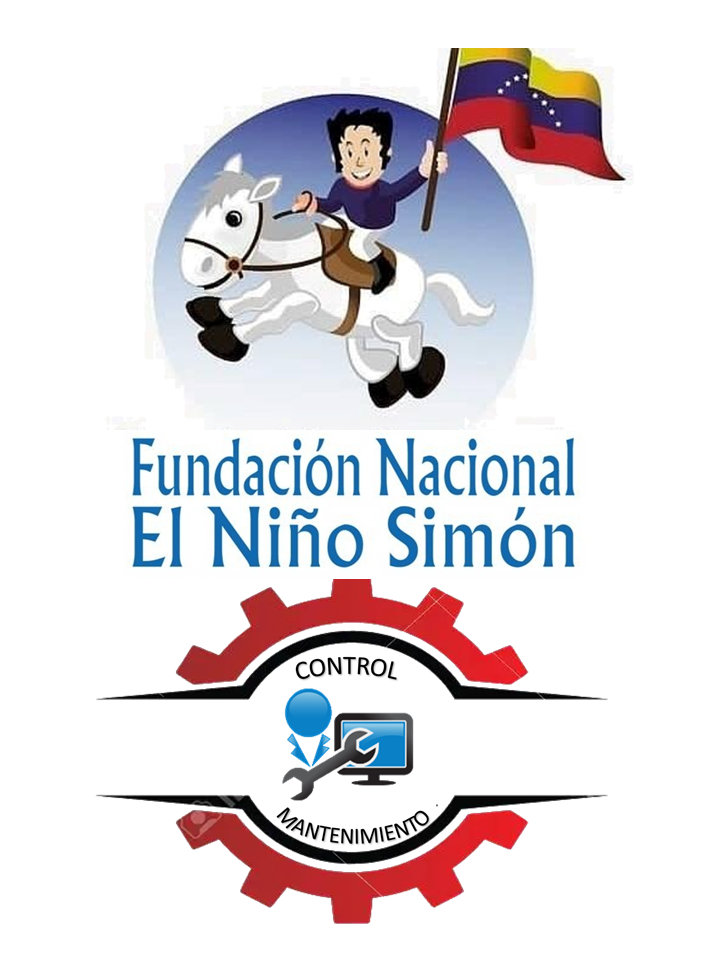 Fundación Nacional
El Niño Simón
CONTROL
MANTENIMIENTO